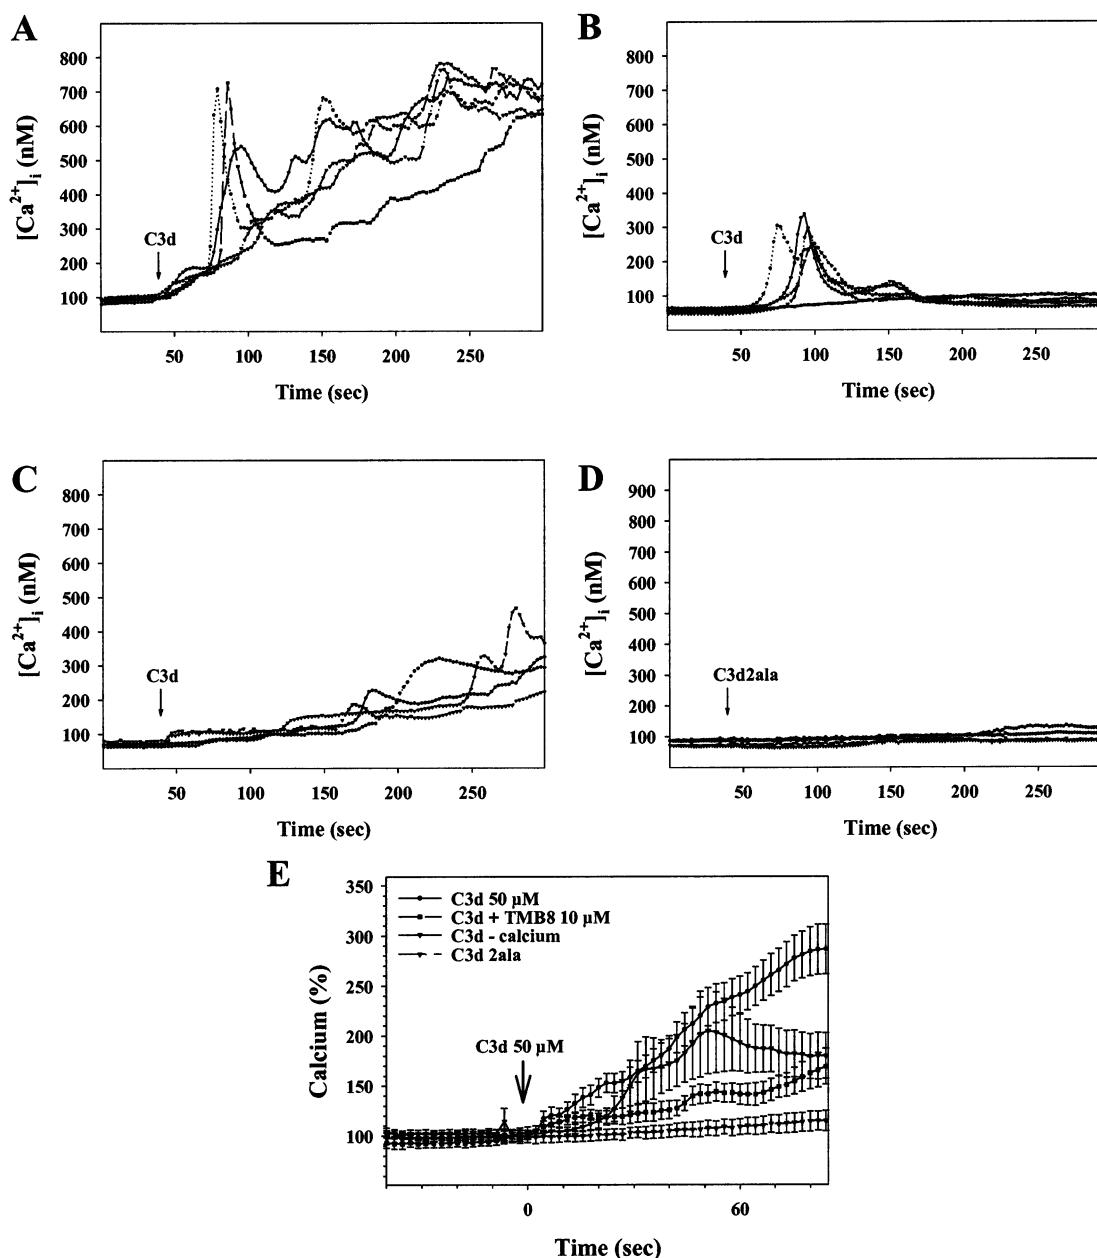 A
[Ca2+]i (nM)
800
700
600
500
400
300
200
100
C3d
50 100 150 200 250
Time (sec)
B
[Ca2+]i (nM)
800
700
600
500
400
300
200
100
C3d
50 100 150 200 250
Time (sec)
C
[Ca2+]i (nM)
800
700
600
500
400
300
200
100
C3d
50 100 150 200 250
Time (sec)
D
[Ca2+]i (nM)
900
800
700
600
500
400
300
200
100
C3d2ala
50 100 150 200 250
Time (sec)
E
Calcium (%)
350
300
250
200
150
100
C3d 50 µM
C3d + TMB8 10 µM
C3d - calcium
C3d 2ala
C3d 50 µM
0 60
Time (sec)